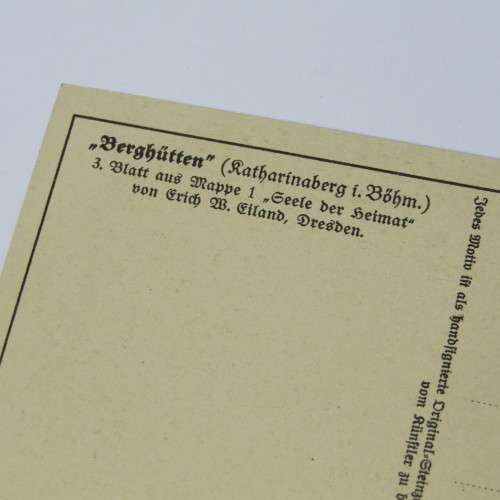 „Berghütten" (Katharinaberg i. Böhm.)
3. Blatt aus Mappe 1 „Seele der Heimat"
von Erich W. Eiland, Dresden.
Jedes Motiv ist als handsignierte Original-Steinz
vom Künstler zu b